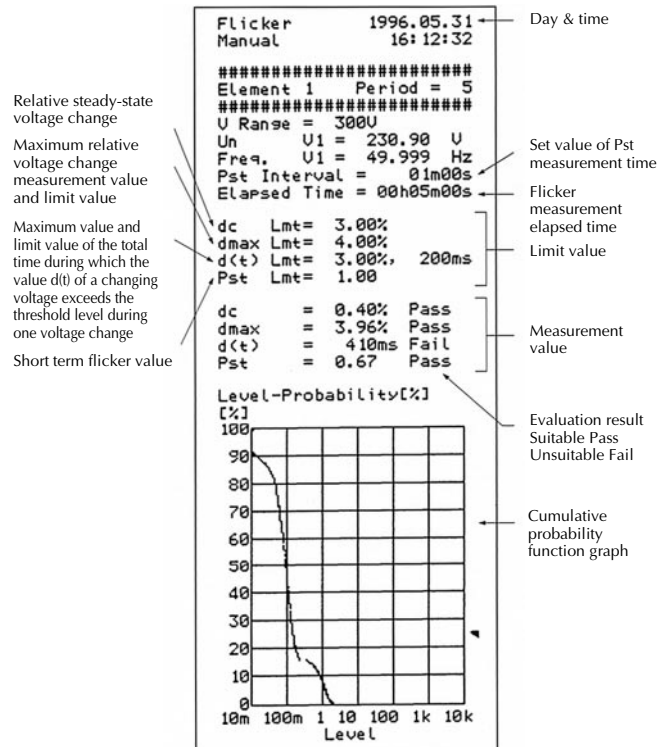 Flicker 1996.05.31
Manual 16:12:32
########################
Element 1 Period = 5
########################
V Range = 300V
Un V1 = 230.90 V
Freq. V1 = 49.999 Hz
Pst Interval = 01m00s
Elapsed Time = 00h05m00s
dc Lmt= 3.00%
dmax Lmt= 4.00%
d(t) Lmt= 3.00%, 200ms
Pst Lmt= 1.00
dc = 0.40% Pass
dmax = 3.96% Pass
d(t) = 410ms Fail
Pst = 0.67 Pass
Level-Probability[%]
[%]
100
90
80
70
60
50
40
30
20
10
0
10m 100m 1 10 100 1k 10k
Level
Relative steady-state
voltage change
Maximum relative
voltage change
measurement value
and limit value
Maximum value and
limit value of the total
time during which the
value d(t) of a changing
voltage exceeds the
threshold level during
one voltage change
Short term flicker value
Day & time
Set value of Pst
measurement time
Flicker
measurement
elapsed time
Limit value
Measurement
value
Evaluation result
Suitable Pass
Unsuitable Fail
Cumulative
probability
function graph